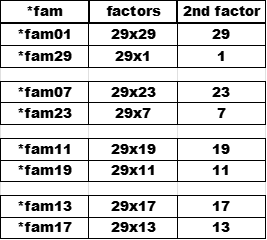 *fam factors 2nd factor
*fam01 29x29 29
*fam29 29x1 1
*fam07 29x23 23
*fam23 29x7 7
*fam11 29x19 19
*fam19 29x11 11
*fam13 29x17 17
*fam17 29x13 13